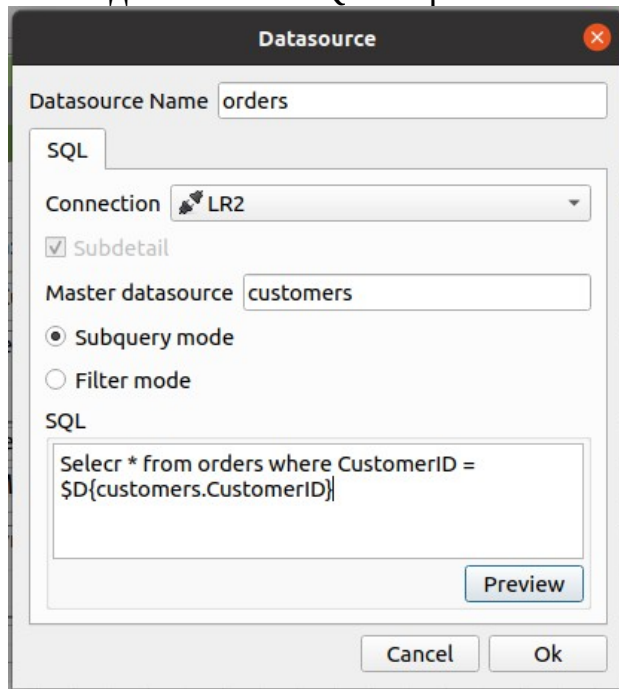 Datasource
Datasource Name orders
SQL
Connection LR2
Subdetail
Master datasource customers
Subquery mode
Filter mode
SQL
Selecr * from orders where CustomerID =
$D{customers.CustomerID}
Preview
Cancel Ok